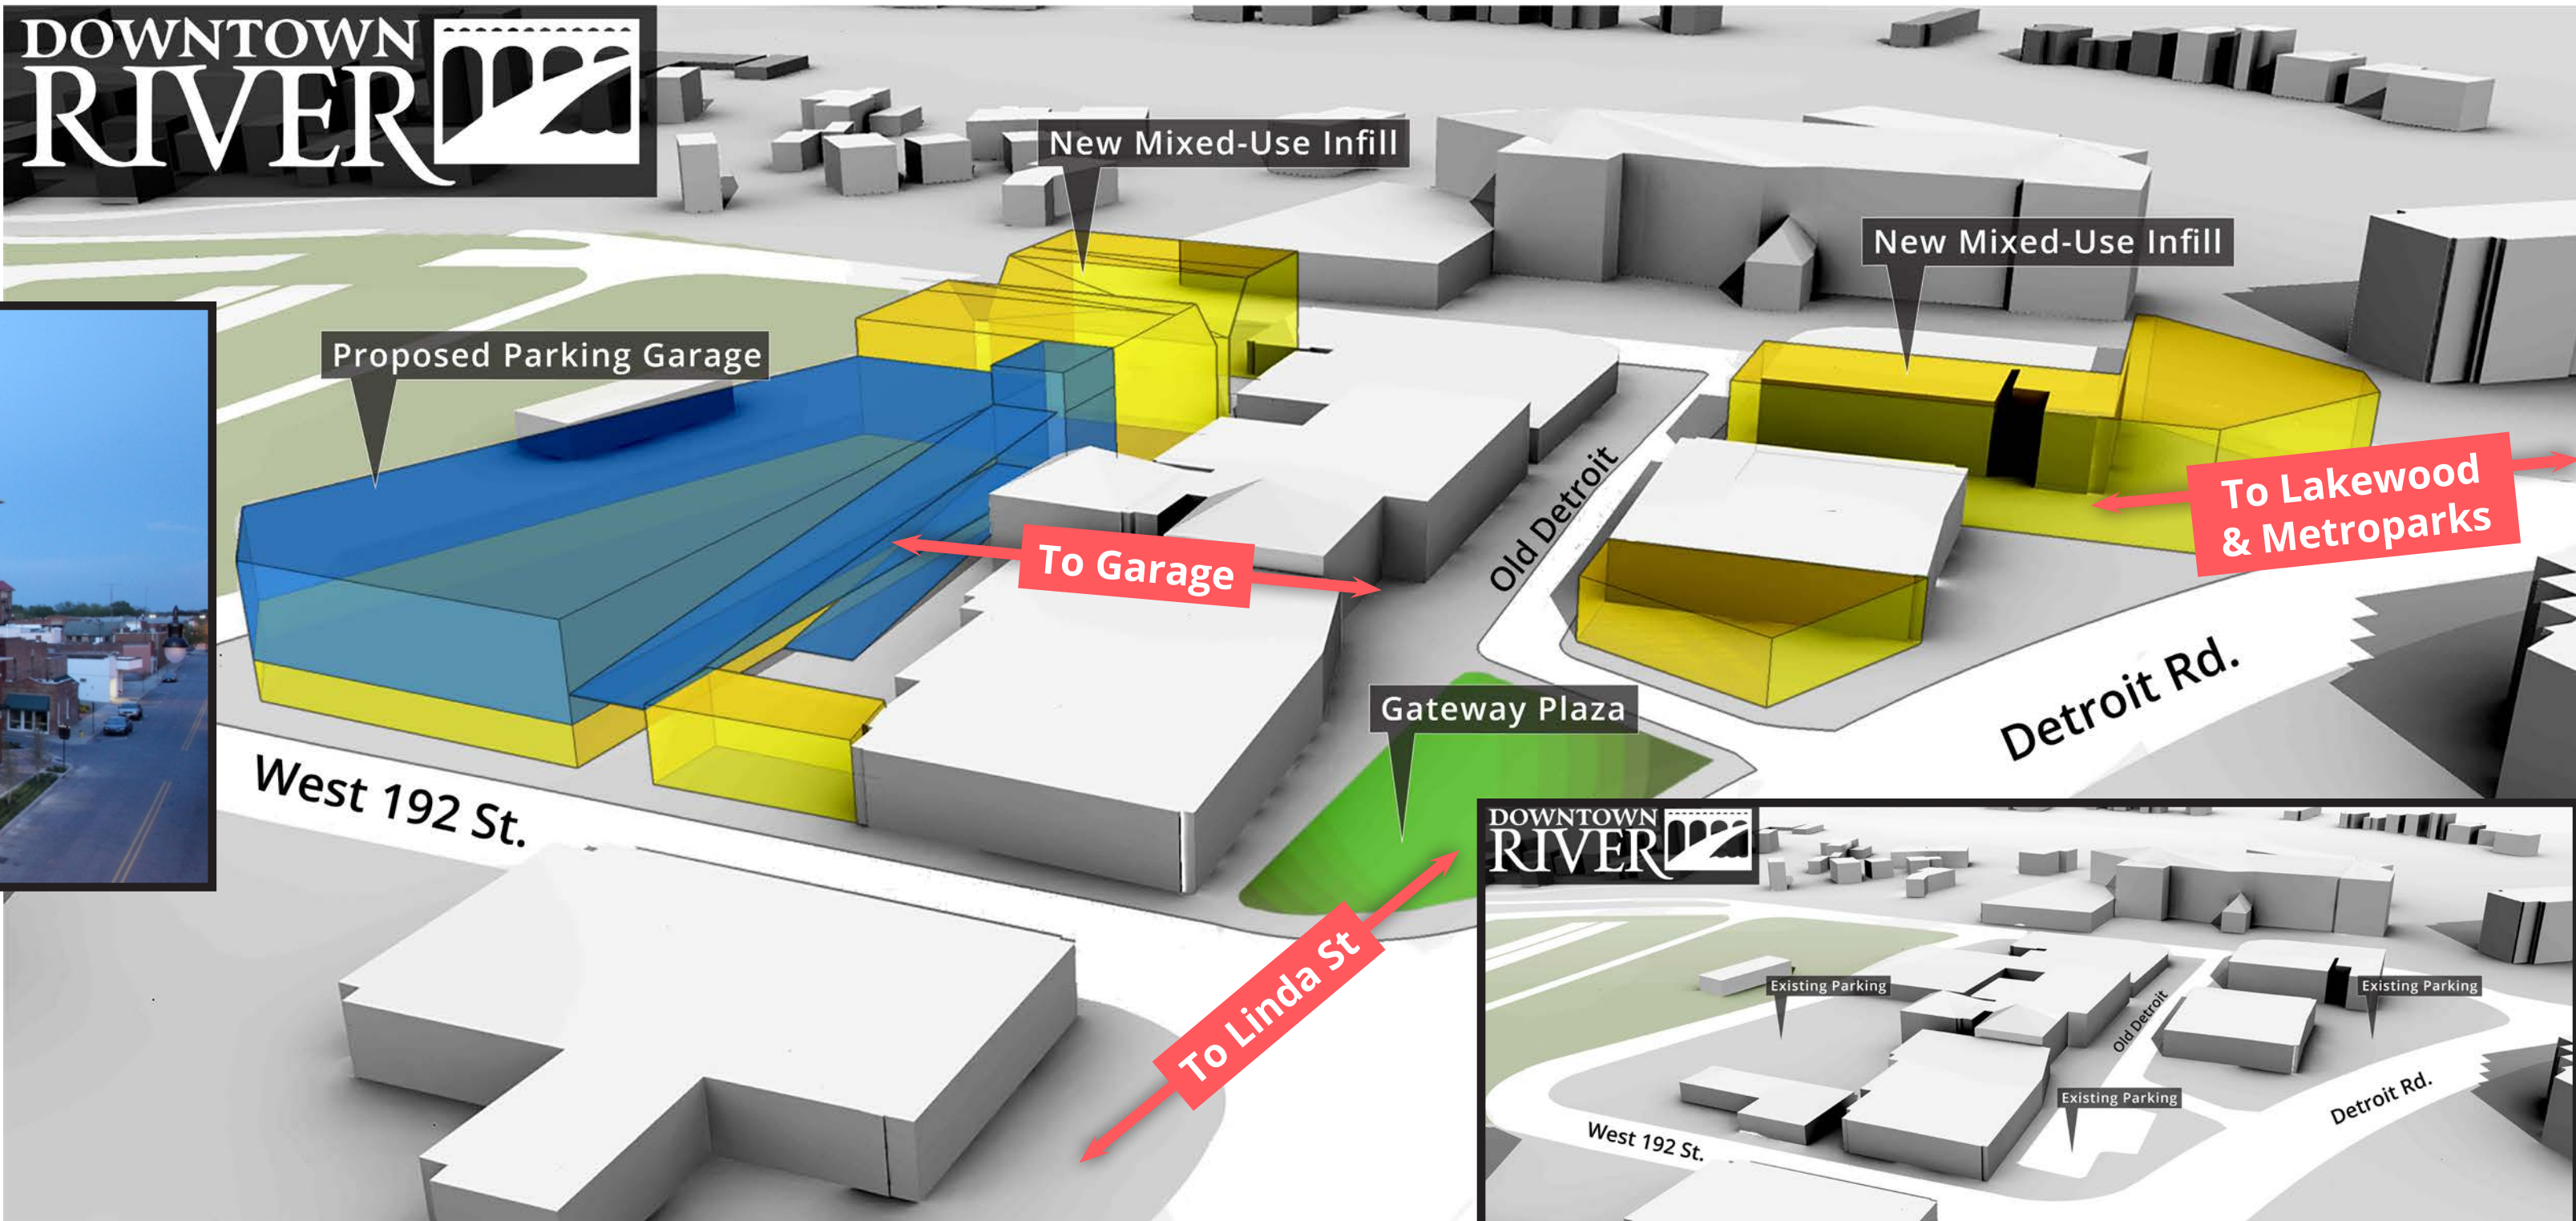 DOWNTOWN
RIVER
New Mixed-Use Infill
New Mixed-Use Infill
Proposed Parking Garage
To Lakewood
& Metroparks
Old Detroit
To Garage
Detroit Rd.
Gateway Plaza
West 192 St.
To Linda St
DOWNTOWN
RIVER
Existing Parking
Existing Parking
Old Detroit
Existing Parking
Detroit Rd.
West 192 St.